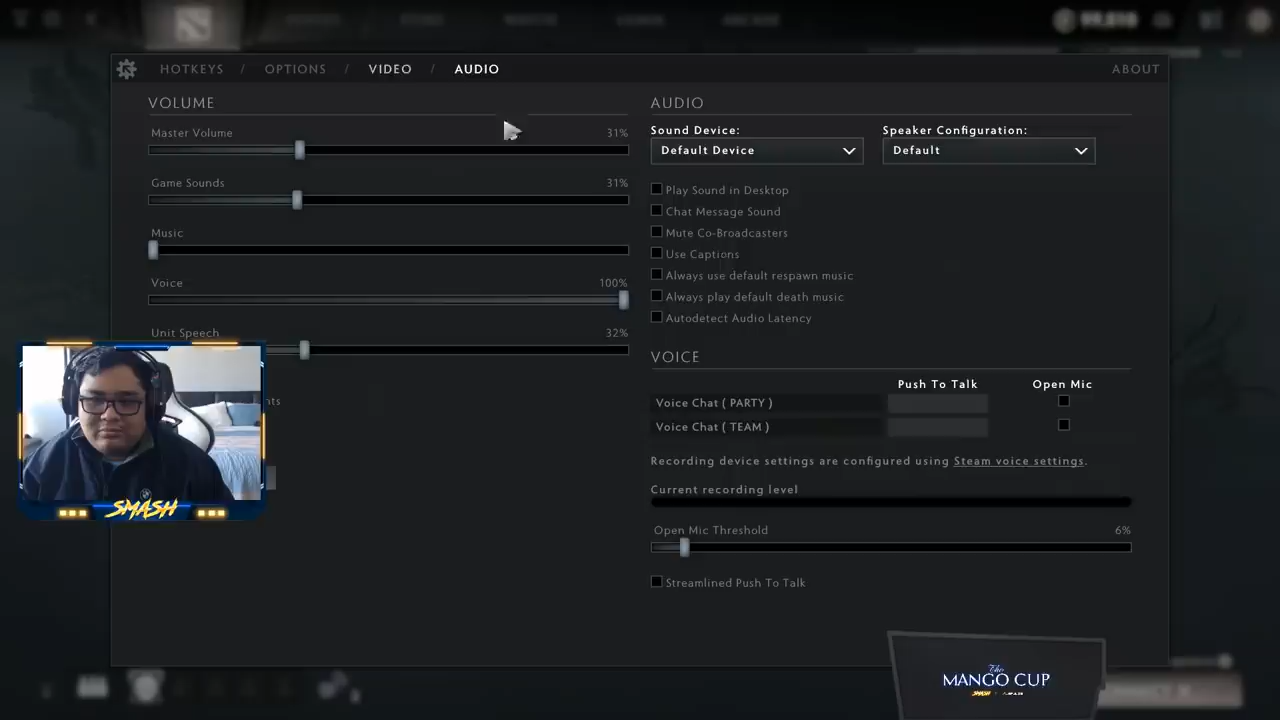 HOTKEYS / OPTIONS / VIDEO / AUDIO
ABOUT
VOLUME
Master Volume 31%
Game Sounds 31%
Music
Voice 100%
Unit Speech 32%
AUDIO
Sound Device: Speaker Configuration:
Default Device Default
Play Sound in Desktop
Chat Message Sound
Mute Co-Broadcasters
Use Captions
Always use default respawn music
Always play default death music
Autodetect Audio Latency
VOICE
Push To Talk Open Mic
Voice Chat ( PARTY )
Voice Chat ( TEAM )
Recording device settings are configured using Steam voice settings.
Current recording level
Open Mic Threshold 6%
Streamlined Push To Talk
SMASH
The
MANGO CUP
SMASH